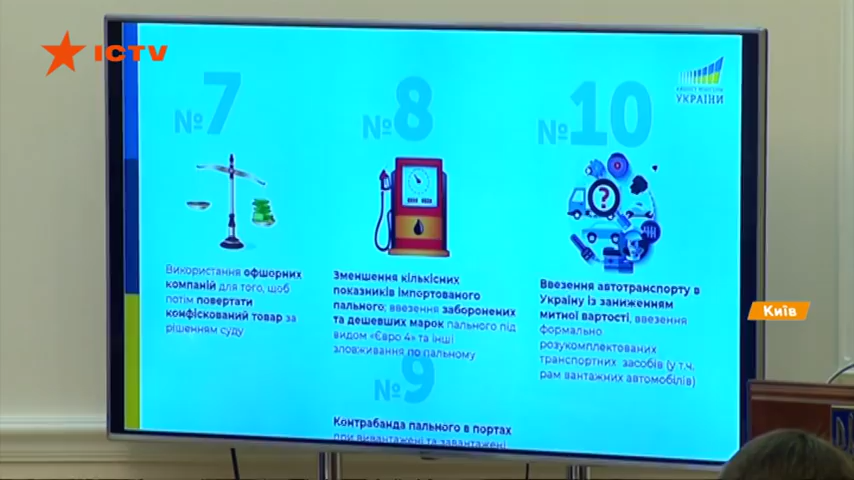 ICTV
№7
Використання офшорних
компаній для того, щоб
потім повертати
конфіскований товар за
рішенням суду
№8
Зменшення кількісних
показників імпортованого
пального; ввезення заборонених
та дешевших марок пального під
видом «Євро 4» та інші
зловживання по пальному
№9
Контрабанда пального в портах
при вивантажені та завантажені
№10
?
Ввезення автотранспорту в
Україну із заниженням
митної вартості, ввезення
формально
розукомплектованих
транспортних засобів (у т.ч.
рам вантажних автомобілів)
УКРАЇНИ
Київ